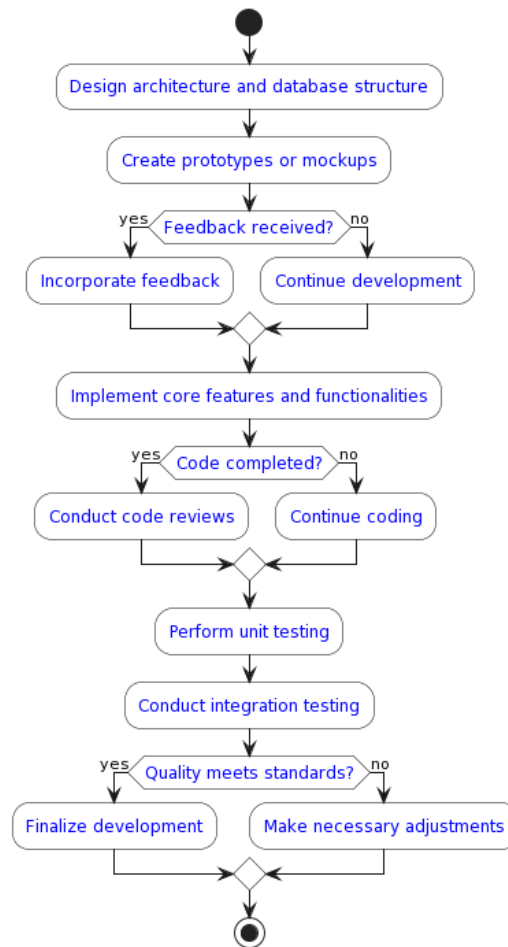 Design architecture and database structure
Create prototypes or mockups
yes
Feedback received?
no
Incorporate feedback
Continue development
Implement core features and functionalities
yes
Code completed?
no
Conduct code reviews
Continue coding
Perform unit testing
Conduct integration testing
yes
Quality meets standards?
no
Finalize development
Make necessary adjustments